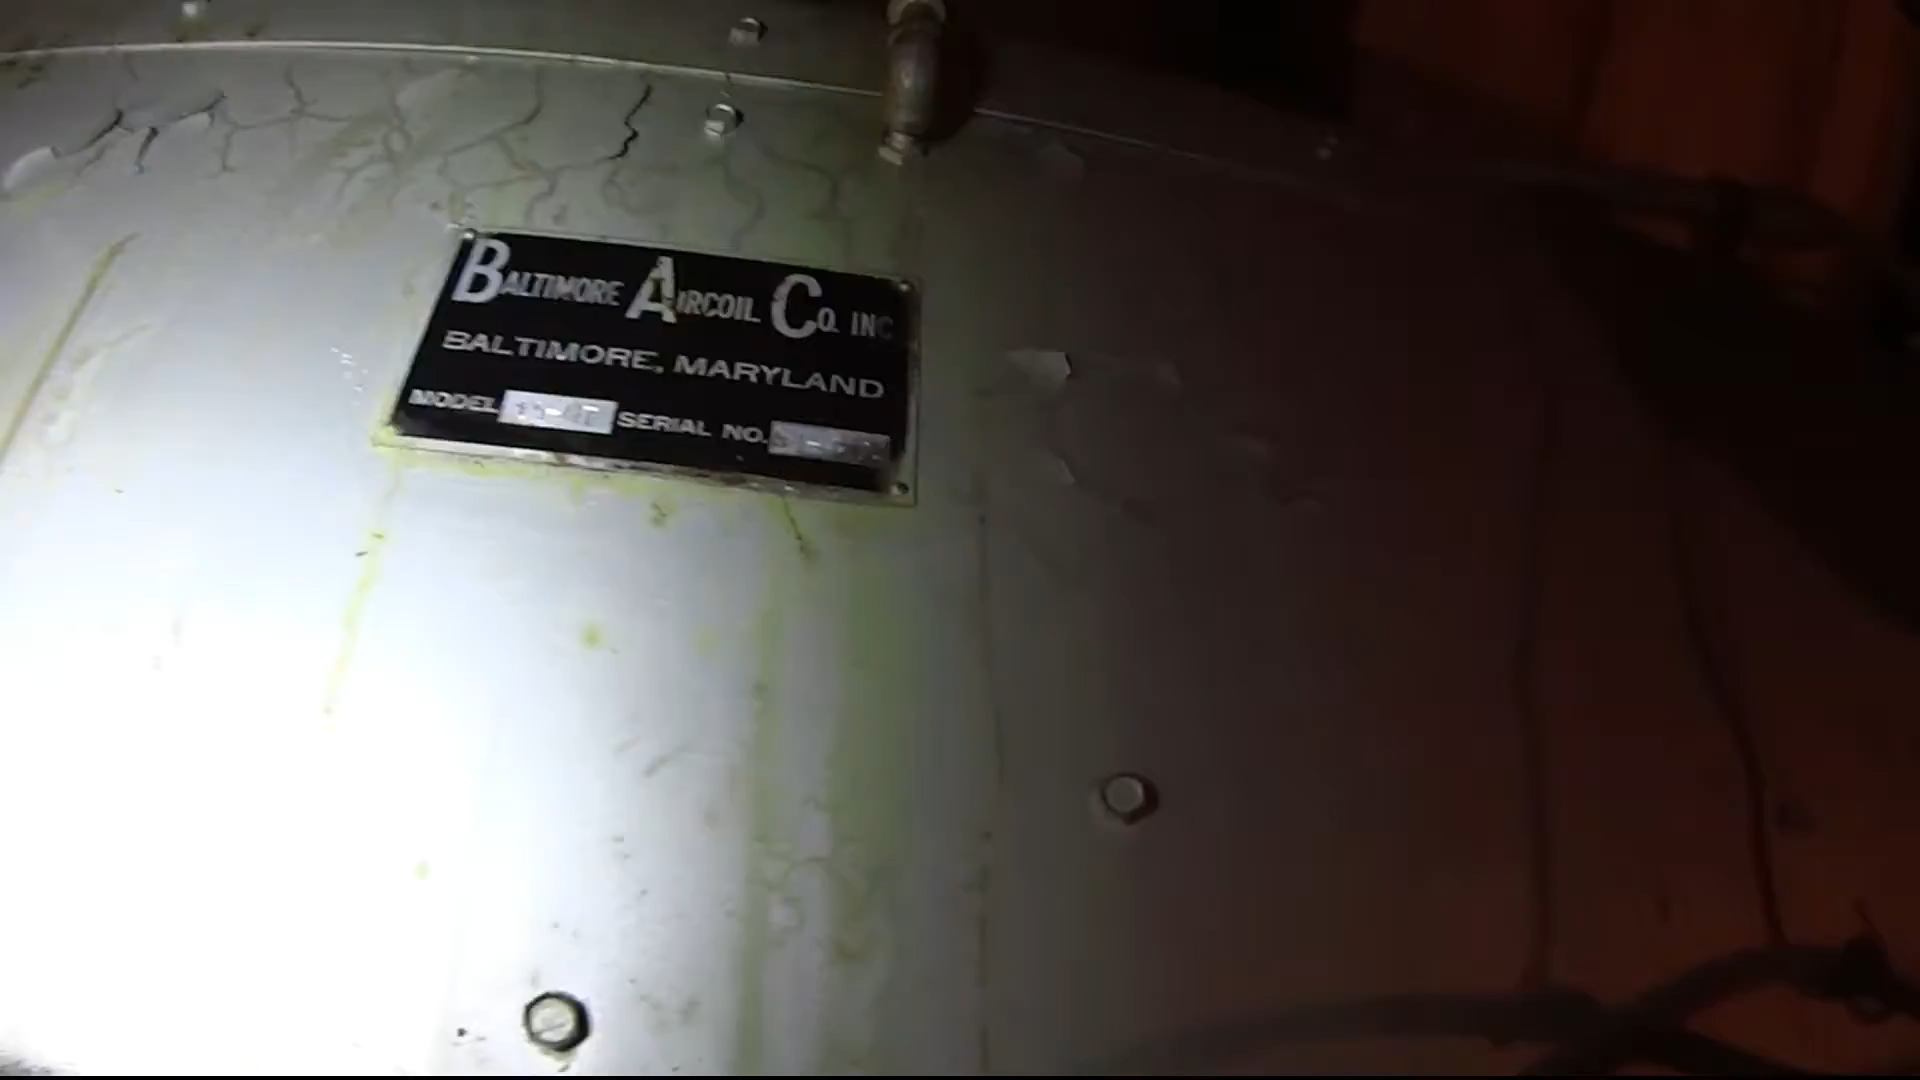 BALTIMORE AIRCOIL CO. INC
BALTIMORE, MARYLAND
MODEL SERIAL NO.